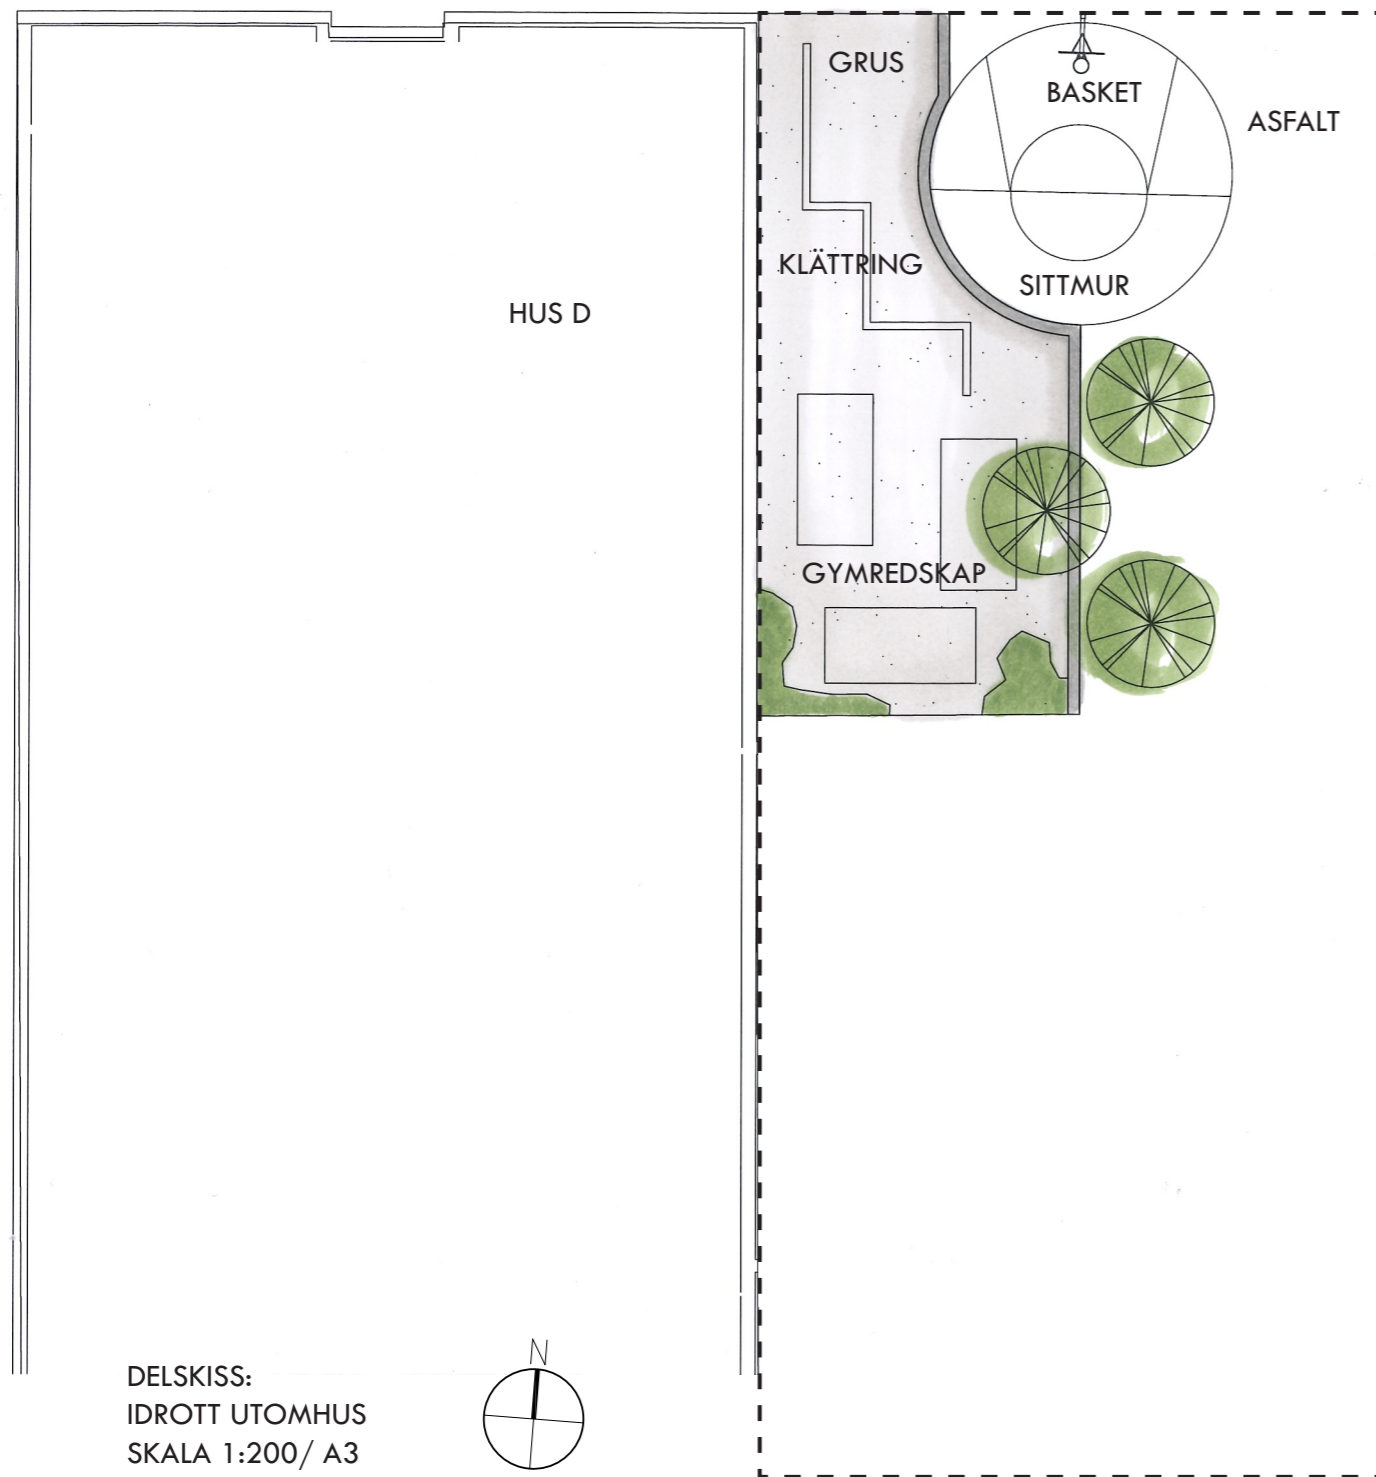 GRUS
BASKET
ASFALT
KLÄTTRING
SITTMUR
HUS D
GYMREDSKAP
N
DELSKISS:
IDROTT UTOMHUS
SKALA 1:200/ A3